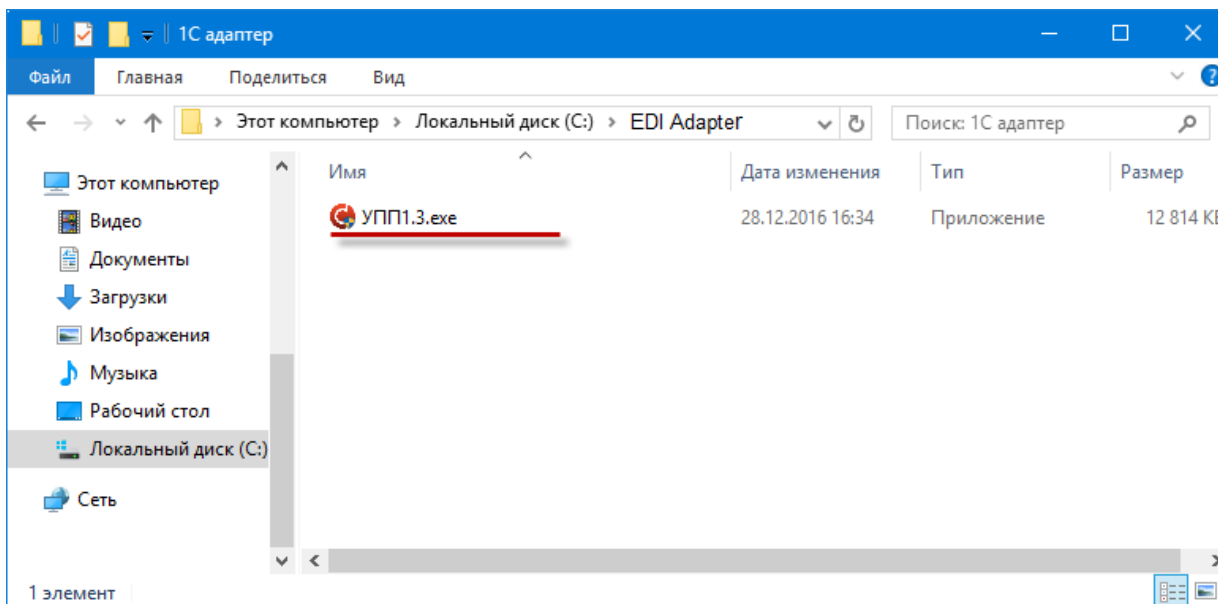 1С адаптер
Файл Главная Поделиться Вид
Этот компьютер > Локальный диск (C:) > EDI Adapter
Поиск: 1С адаптер
Имя Дата изменения Тип Размер
УПП1.3.exe 28.12.2016 16:34 Приложение 12 814 КБ
Этот компьютер
Видео
Документы
Загрузки
Изображения
Музыка
Рабочий стол
Локальный диск (C:)
Сеть
1 элемент